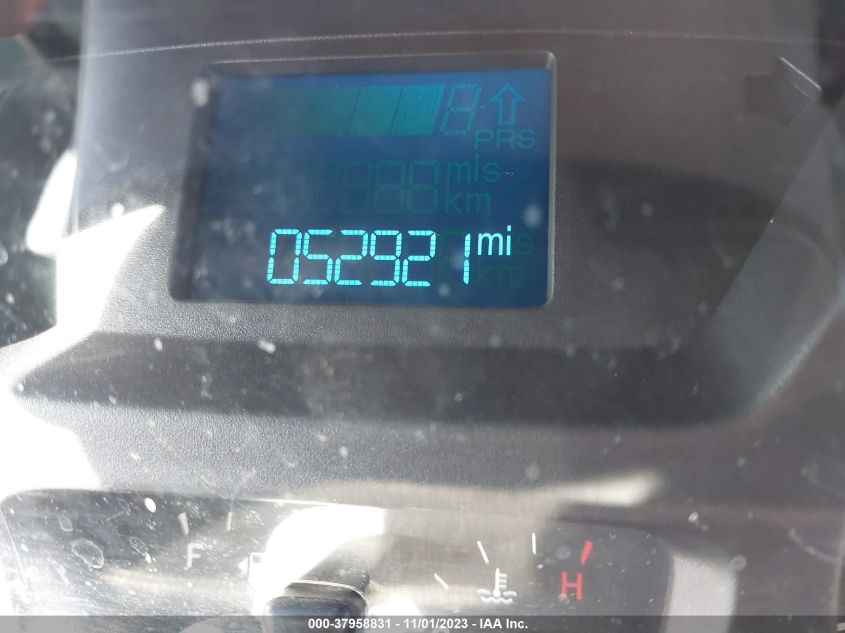 PRS
mis
km
052921 mi
F
H
000-37958831 - 11/01/2023 - IAA Inc.